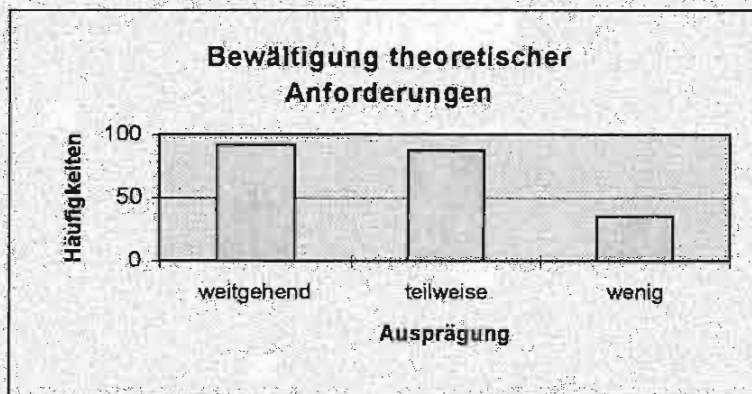 Bewältigung theoretischer
Anforderungen
Häufigkeiten
100
50
0
weitgehend teilweise wenig
Ausprägung